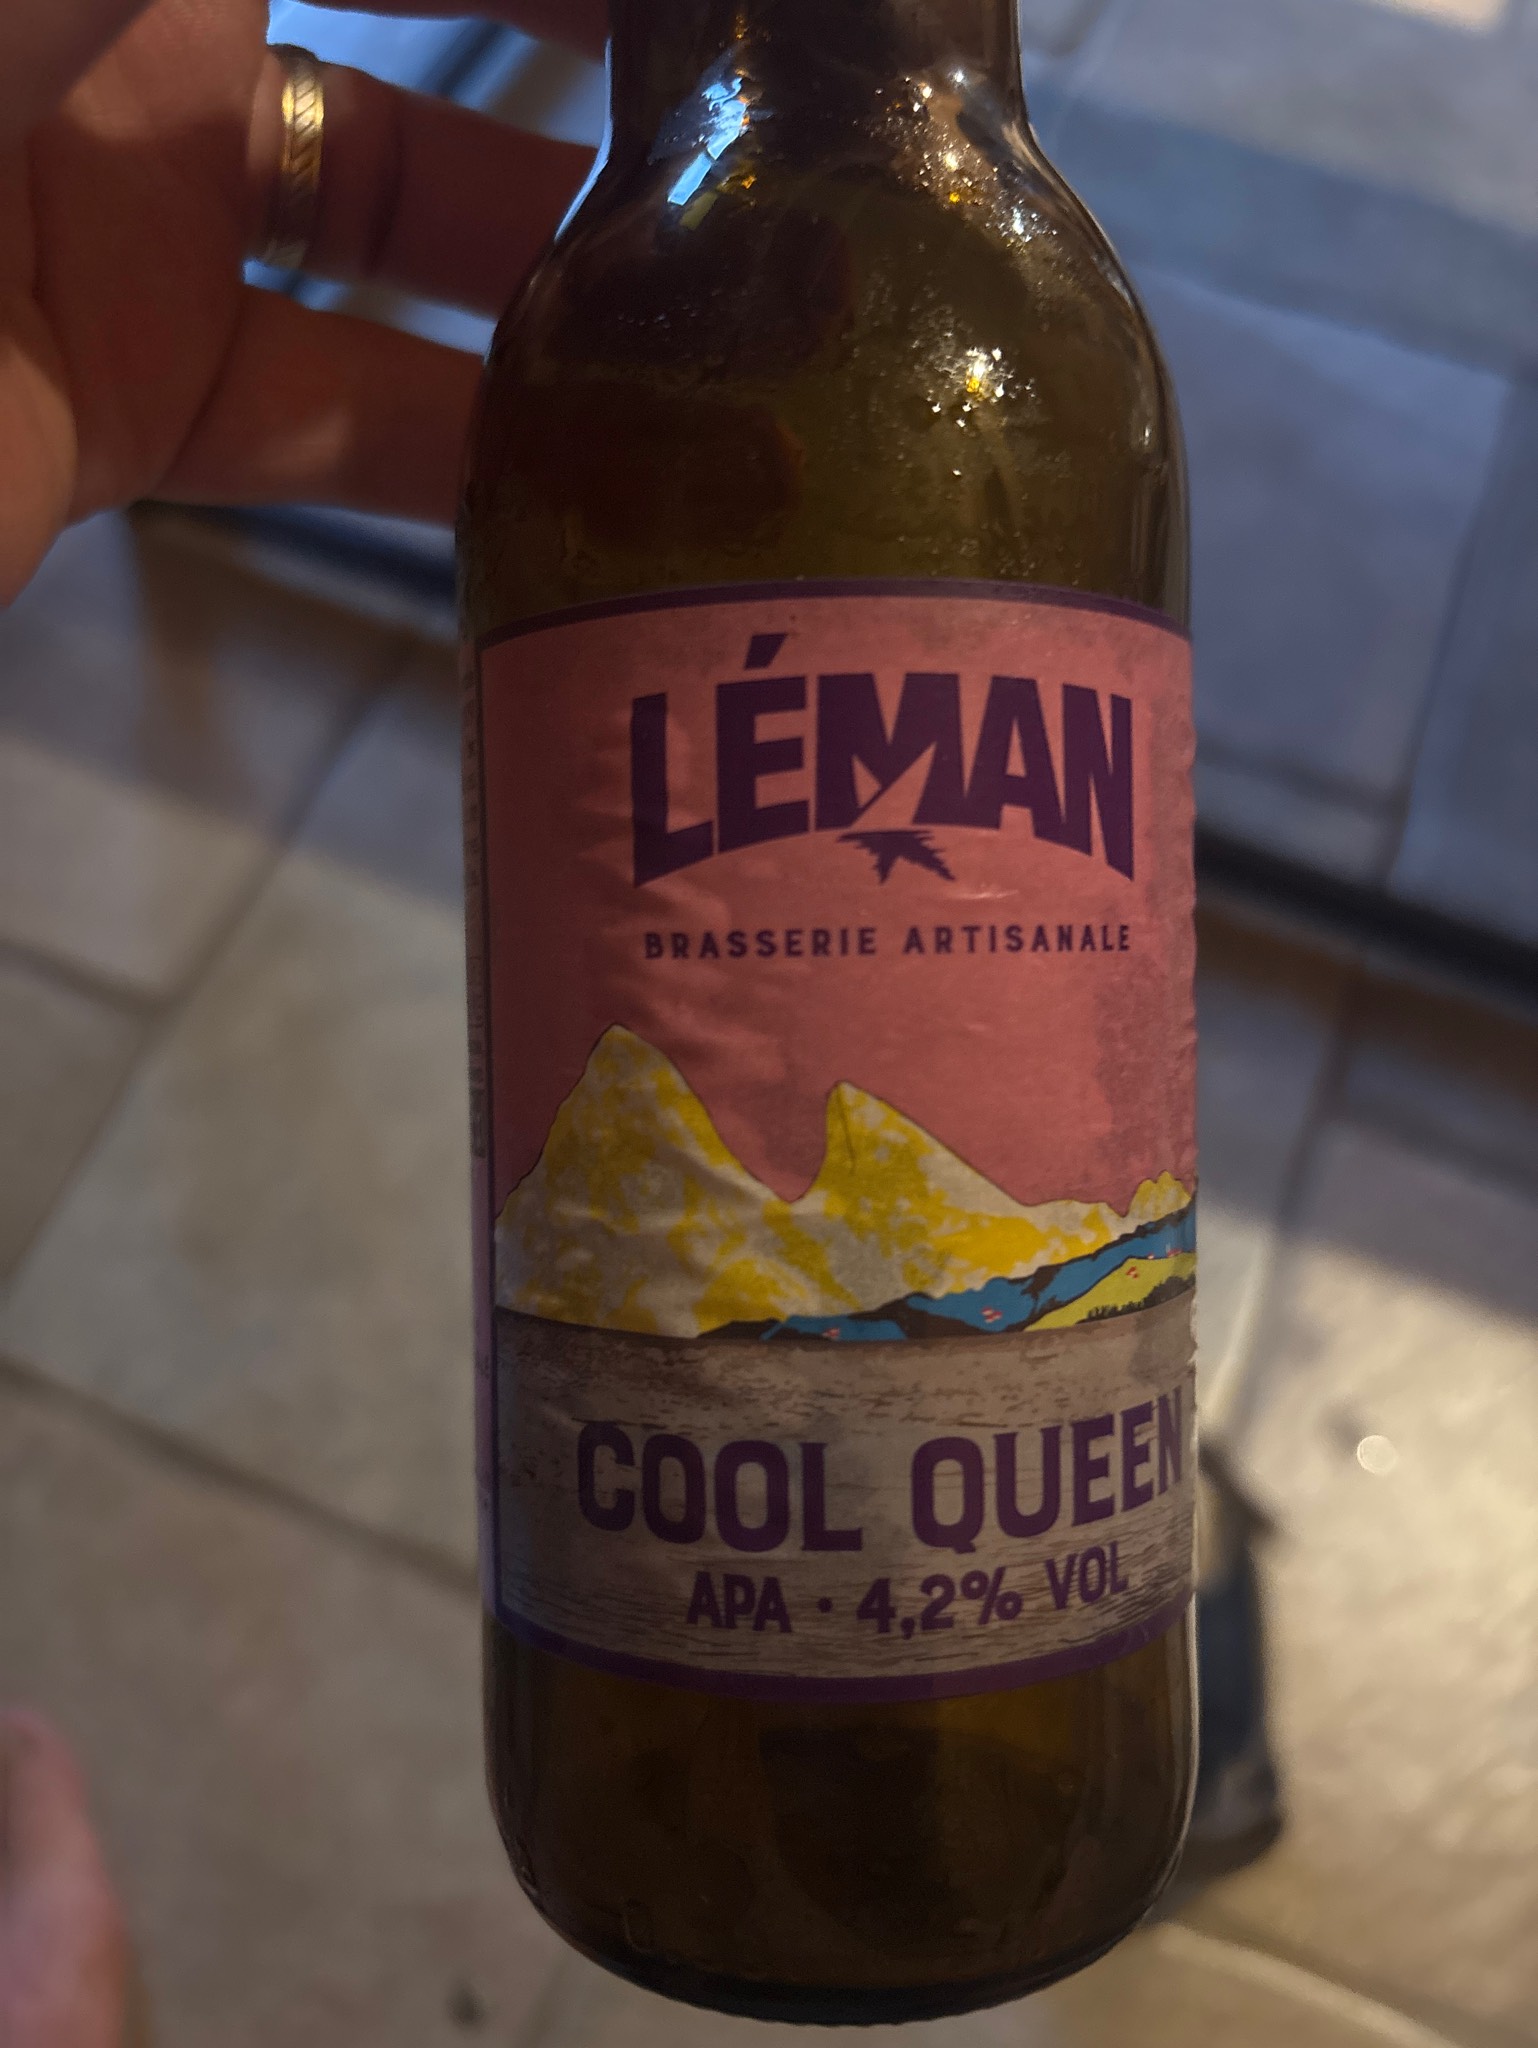 LÉMAN
BRASSERIE ARTISANALE
COOL QUEEN
APA • 4,2% VOL